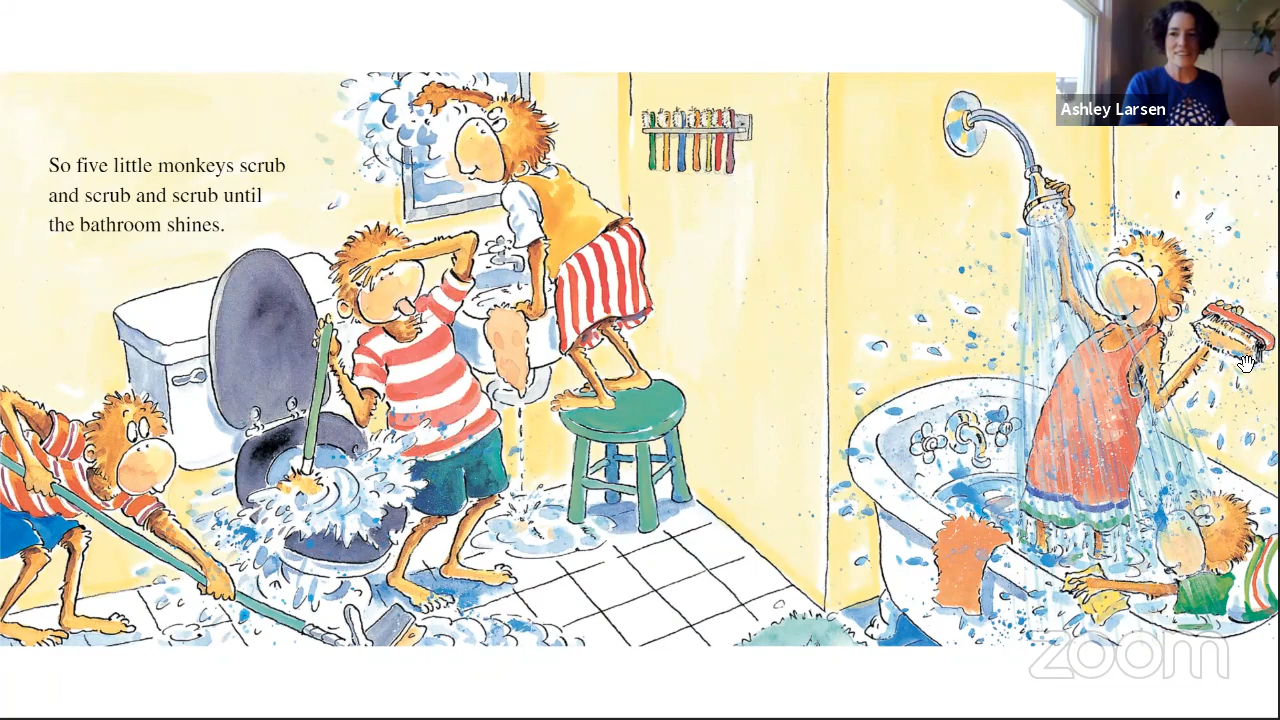 Ashley Larsen
So five little monkeys scrub
and scrub and scrub until
the bathroom shines.
zoom